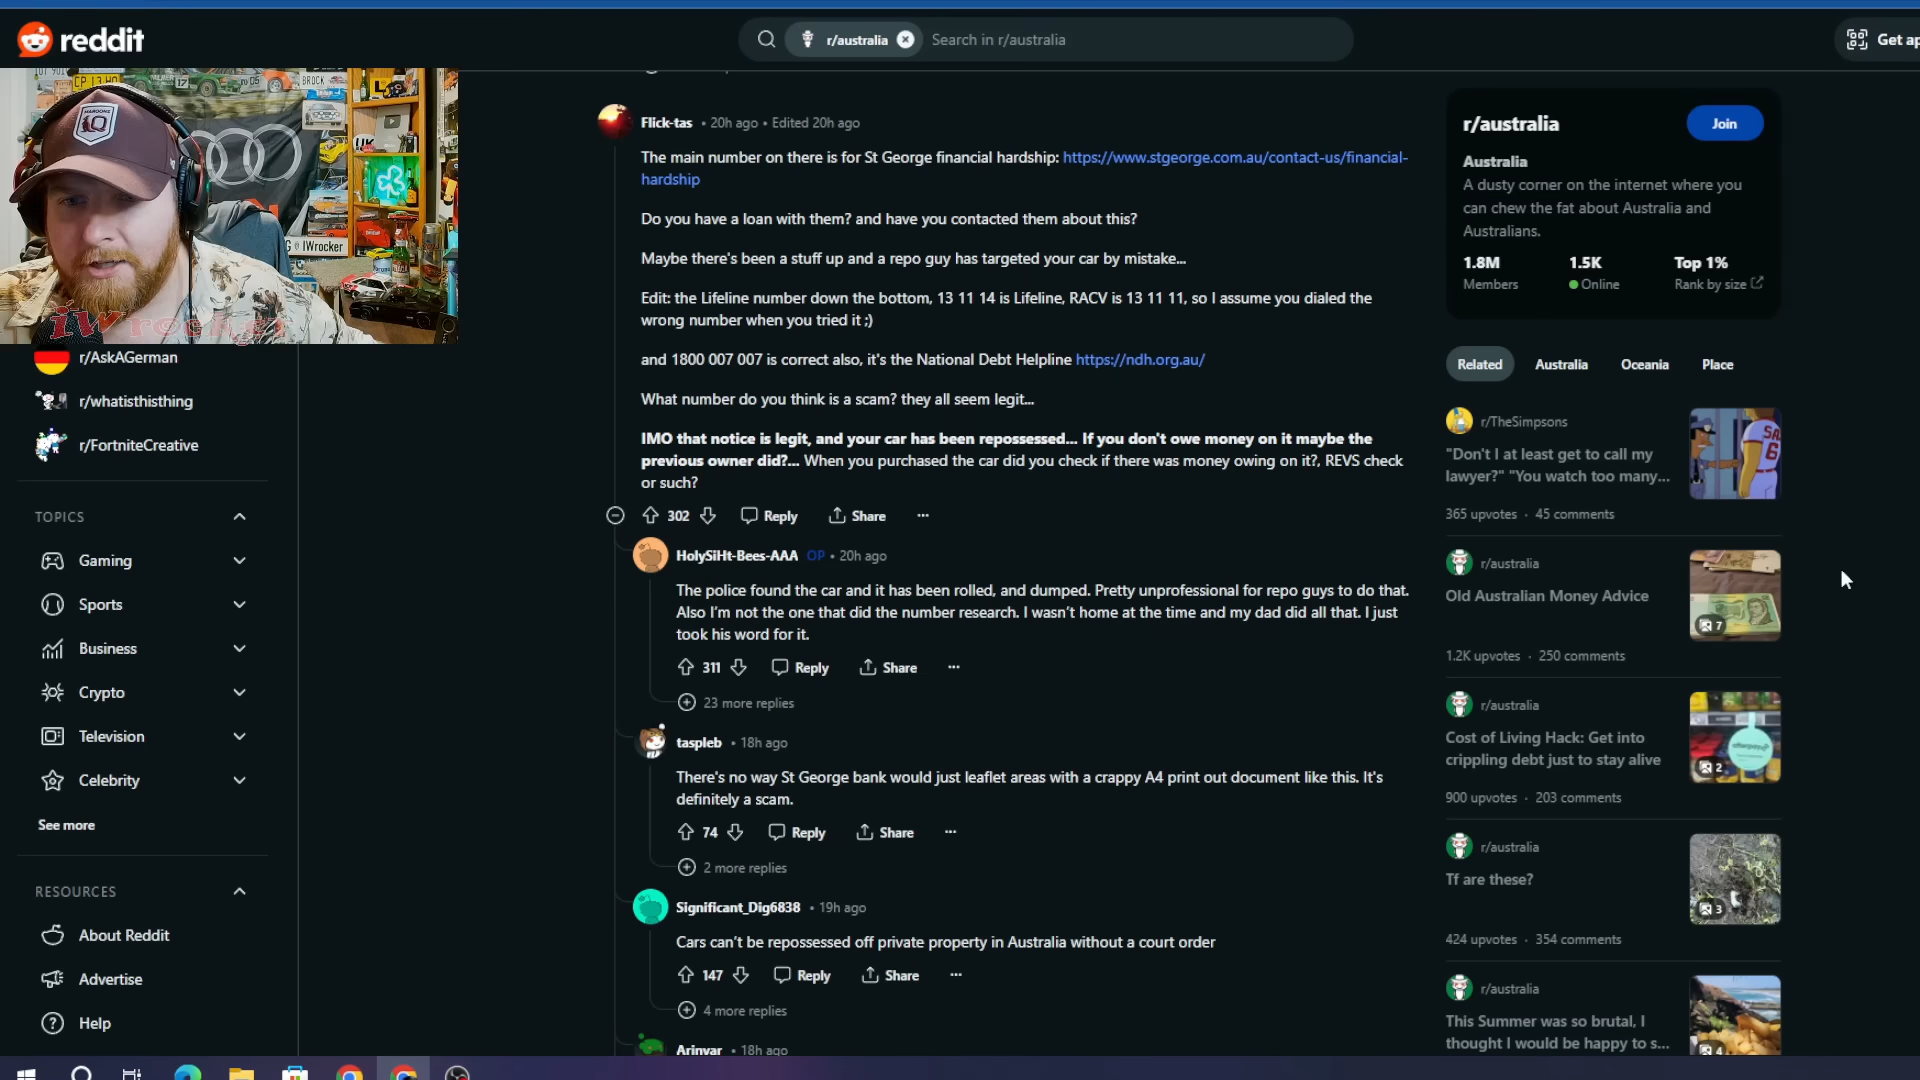 reddit
r/australia
Search in r/australia
Get ap
CP 13 HQ
17
BROCK
L
UK
MAROONS
Q
G IWrocker
iWrocker
r/AskAGerman
r/whatisthisthing
r/FortniteCreative
TOPICS
Gaming
Sports
Business
Crypto
Television
Celebrity
See more
RESOURCES
About Reddit
Advertise
Help
Flick-tas • 20h ago • Edited 20h ago
The main number on there is for St George financial hardship: https://www.stgeorge.com.au/contact-us/financial-
hardship
Do you have a loan with them? and have you contacted them about this?
Maybe there's been a stuff up and a repo guy has targeted your car by mistake...
Edit: the Lifeline number down the bottom, 13 11 14 is Lifeline, RACV is 13 11 11, so I assume you dialed the
wrong number when you tried it ;)
and 1800 007 007 is correct also, it's the National Debt Helpline https://ndh.org.au/
What number do you think is a scam? they all seem legit...
IMO that notice is legit, and your car has been repossessed... If you don't owe money on it maybe the
previous owner did?... When you purchased the car did you check if there was money owing on it?, REVS check
or such?
302 Reply Share ...
HolySiHt-Bees-AAA OP • 20h ago
The police found the car and it has been rolled, and dumped. Pretty unprofessional for repo guys to do that.
Also I'm not the one that did the number research. I wasn't home at the time and my dad did all that. I just
took his word for it.
311 Reply Share ...
23 more replies
taspleb • 18h ago
There's no way St George bank would just leaflet areas with a crappy A4 print out document like this. It's
definitely a scam.
74 Reply Share ...
2 more replies
Significant_Dig6838 • 19h ago
Cars can't be repossessed off private property in Australia without a court order
147 Reply Share ...
4 more replies
Arinvar • 18h ago
r/australia
Join
Australia
A dusty corner on the internet where you
can chew the fat about Australia and
Australians.
1.8M 1.5K Top 1%
Members Online Rank by size
Related Australia Oceania Place
r/TheSimpsons
"Don't I at least get to call my
lawyer?" "You watch too many...
SA
6
365 upvotes · 45 comments
r/australia
Old Australian Money Advice
7
1.2K upvotes · 250 comments
r/australia
Cost of Living Hack: Get into
crippling debt just to stay alive
afterpay
2
900 upvotes · 203 comments
r/australia
Tf are these?
3
424 upvotes · 354 comments
r/australia
This Summer was so brutal, I
thought I would be happy to s...
4